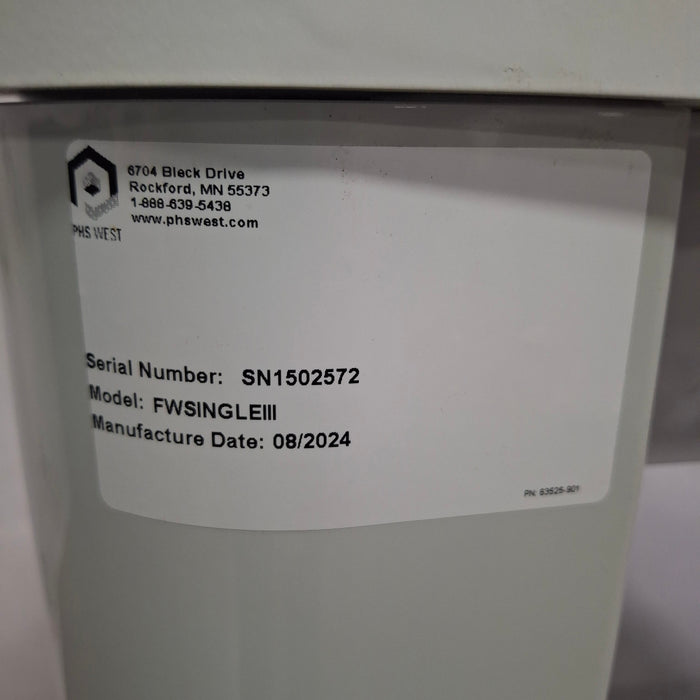 6704 Bleck Drive
Rockford, MN 55373
1-888-639-5438
www.phswest.com
PHS WEST
Serial Number: SN1502572
Model: FWSINGLEIII
Manufacture Date: 08/2024
PN: 53525-901